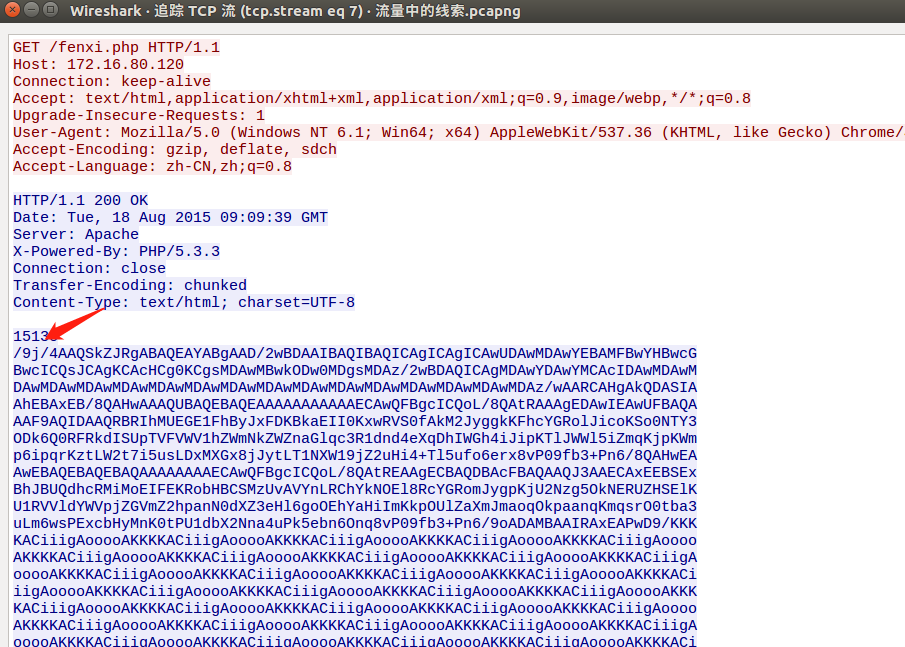 Wireshark · 追踪 TCP 流 (tcp.stream eq 7) · 流量中的线索.pcapng
GET /fenxi.php HTTP/1.1
Host: 172.16.80.120
Connection: keep-alive
Accept: text/html,application/xhtml+xml,application/xml;q=0.9,image/webp,*/*;q=0.8
Upgrade-Insecure-Requests: 1
User-Agent: Mozilla/5.0 (Windows NT 6.1; Win64; x64) AppleWebKit/537.36 (KHTML, like Gecko) Chrome/
Accept-Encoding: gzip, deflate, sdch
Accept-Language: zh-CN,zh;q=0.8
HTTP/1.1 200 OK
Date: Tue, 18 Aug 2015 09:09:39 GMT
Server: Apache
X-Powered-By: PHP/5.3.3
Connection: close
Transfer-Encoding: chunked
Content-Type: text/html; charset=UTF-8
/9j/4AAQSkZJRgABAQEAYABgAAD/2wBDAAIBAQIBAQICAgICAgICAwUDAwMDAwYEBAMFBwYHBwcG
BwcICQsJCAgKCAcHCg0KCgsMDAwMBwkODw0MDgsMDAz/2wBDAQICAgMDAwYDAwYMCAcIDAwMDAwM
DAwMDAwMDAwMDAwMDAwMDAwMDAwMDAwMDAwMDAwMDAwMDAwMDAwMDAwMDAz/wAARCAHgAkQDASIA
AhEBAxEB/8QAHwAAAQUBAQEBAQEAAAAAAAAAAAECAwQFBgcICQoL/8QAtRAAAgEDAwIEAwUFBAQA
AAF9AQIDAAQRBRIhMUEGE1FhByJxFDKBkaEII0KxwRVS0fAkM2JyggkKFhcYGRolJicoKSo0NTY3
ODk6Q0RFRkdISUpTVFVWV1hZWmNkZWZnaGlqc3R1dnd4eXqDhIWGh4iJipKTlJWWl5iZmqKjpKWm
p6ipqrKztLW2t7i5usLDxMXGx8jJytLT1NXW19jZ2uHi4+Tl5ufo6erx8vP09fb3+Pn6/8QAHwEA
AwEBAQEBAQEBAQAAAAAAAAECAwQFBgcICQoL/8QAtREAAgECBAQDBAcFBAQAAQJ3AAECAxEEBSEx
BhJBUQdhcRMiMoEIFEKRobHBCSMzUvAVYnLRChYkNOEl8RcYGRomJygpKjU2Nzg5OkNERUZHSElK
U1RVVldYWVpjZGVmZ2hpanN0dXZ3eHl6goOEhYaHiImKkpOUlZaXmJmaoqOkpaanqKmqsrO0tba3
uLm6wsPExcbHyMnK0tPU1dbX2Nna4uPk5ebn6Onq8vP09fb3+Pn6/9oADAMBAAIRAxEAPwD9/KKK
KACiiigAooooAKKKKACiiigAooooAKKKKACiiigAooooAKKKKACiiigAooooAKKKKACiiigAoooo
AKKKKACiiigAooooAKKKKACiiigAooooAKKKKACiiigAooooAKKKKACiiigAooooAKKKKACiiigA
ooooAKKKKACiiigAooooAKKKKACiiigAooooAKKKKACiiigAooooAKKKKACiiigAooooAKKKKACi
iigAooooAKKKKACiiigAooooAKKKKACiiigAooooAKKKKACiiigAooooAKKKKACiiigAooooAKKK
KACiiigAooooAKKKKACiiigAooooAKKKKACiiigAooooAKKKKACiiigAooooAKKKKACiiigAoooo
AKKKKACiiigAooooAKKKKACiiigAooooAKKKKACiiigAooooAKKKKACiiigAooooAKKKKACiiigA
ooooAKKKKACiiigAooooAKKKKACiiigAooooAKKKKACiiigAooooAKKKKACiiigAooooAKKKKACi